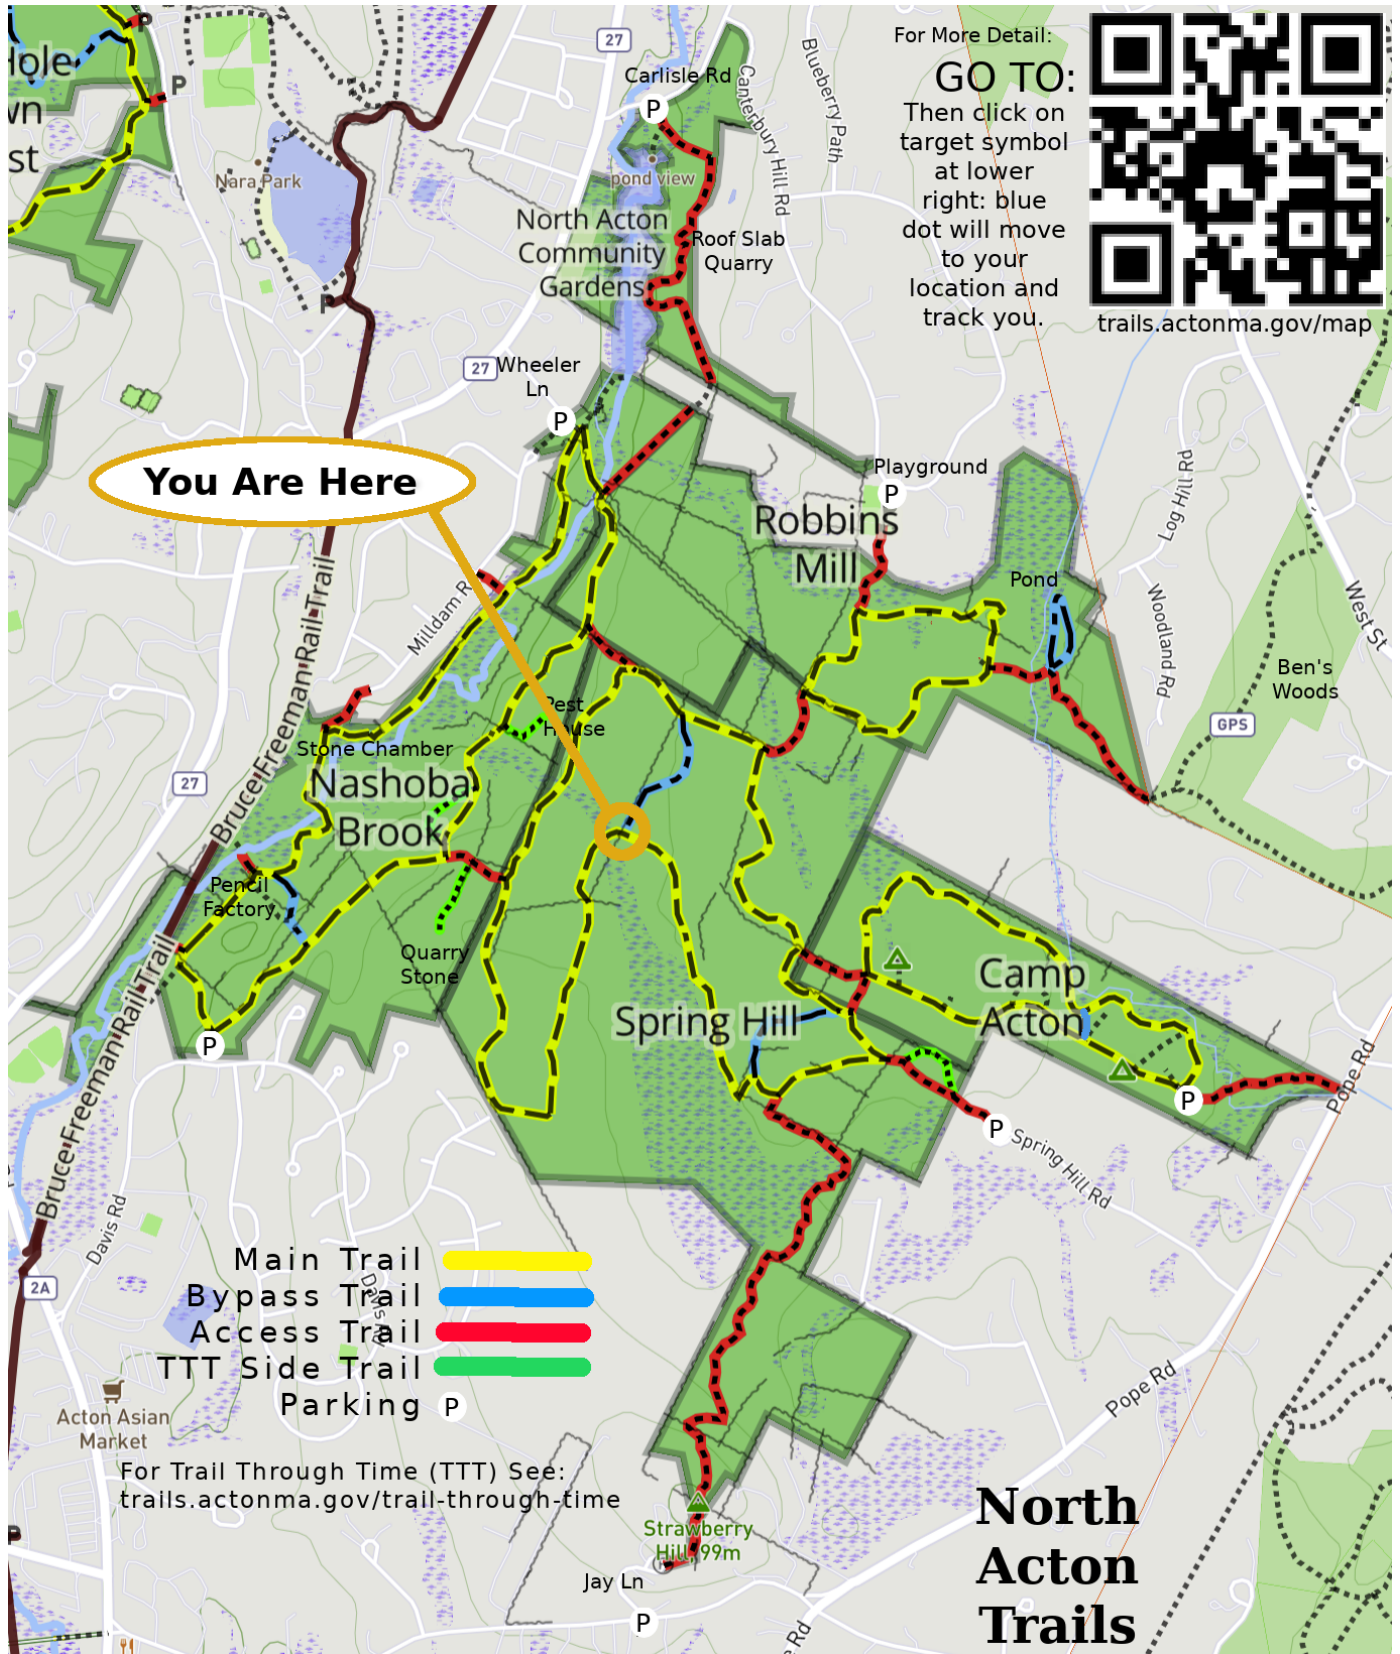 Hole
wn
st
P
P
Nara Park
P
27
Carlisle Rd
P
pond view
Canterbury Hill Rd
Blueberry Path
North Acton
Community
Gardens
Roof Slab
Quarry
For More Detail:
GO TO:
Then click on
target symbol
at lower
right: blue
dot will move
to your
location and
track you.
trails.actonma.gov/map
27
Wheeler
Ln
P
You Are Here
Playground
P
Robbins
Mill
Pond
Log Hill Rd
Woodland Rd
West St
Ben's
Woods
GPS
Milldam R
Bruce Freeman Rail Trail
Pest
House
Stone Chamber
Nashoba
Brook
27
Pencil
Factory
Quarry
Stone
Bruce Freeman Rail Trail
P
Spring Hill
Camp
Acton
P
P
Spring Hill Rd
Pope Rd
Davis Rd
2A
Main Trail
Bypass Trail
Access Trail
TTT Side Trail
Parking P
Davis Rd
Acton Asian
Market
For Trail Through Time (TTT) See:
trails.actonma.gov/trail-through-time
P
Strawberry
Hill, 99m
Jay Ln
P
Pope Rd
e Rd
North
Acton
Trails